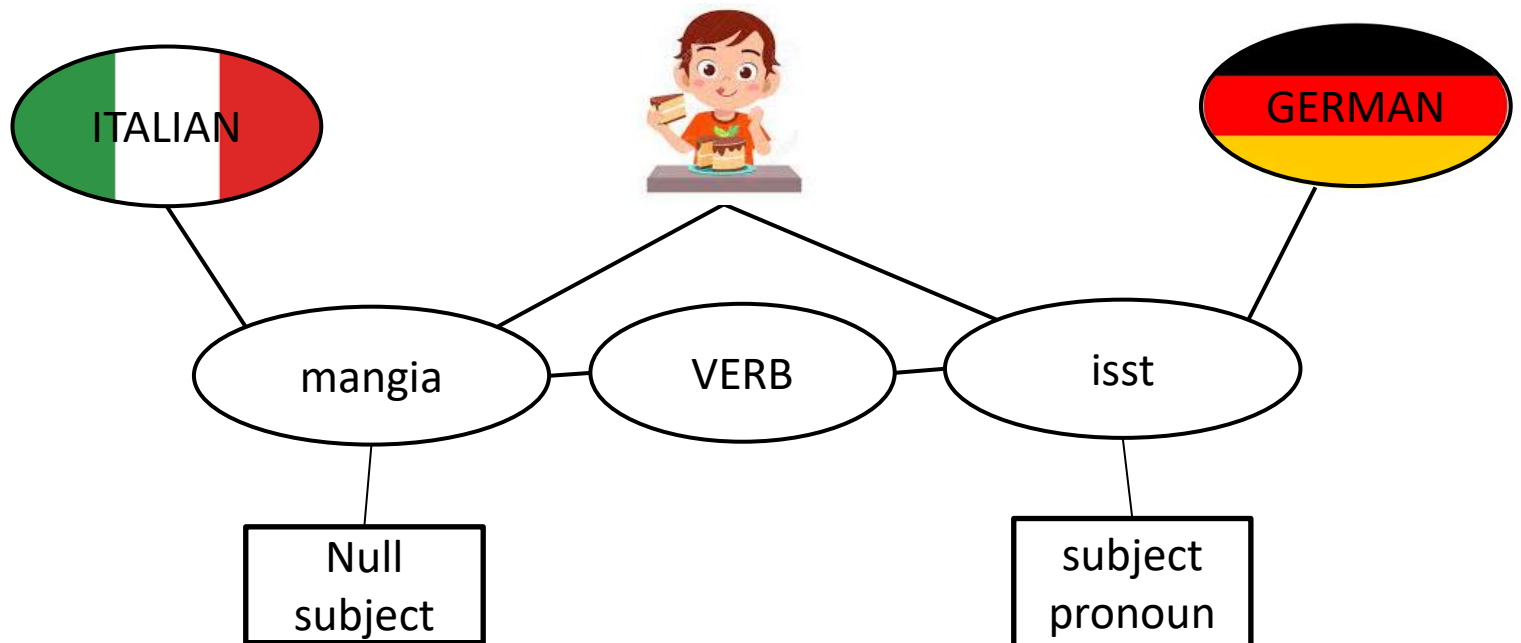 ITALIAN
GERMAN
mangia
VERB
isst
Null
subject
subject
pronoun